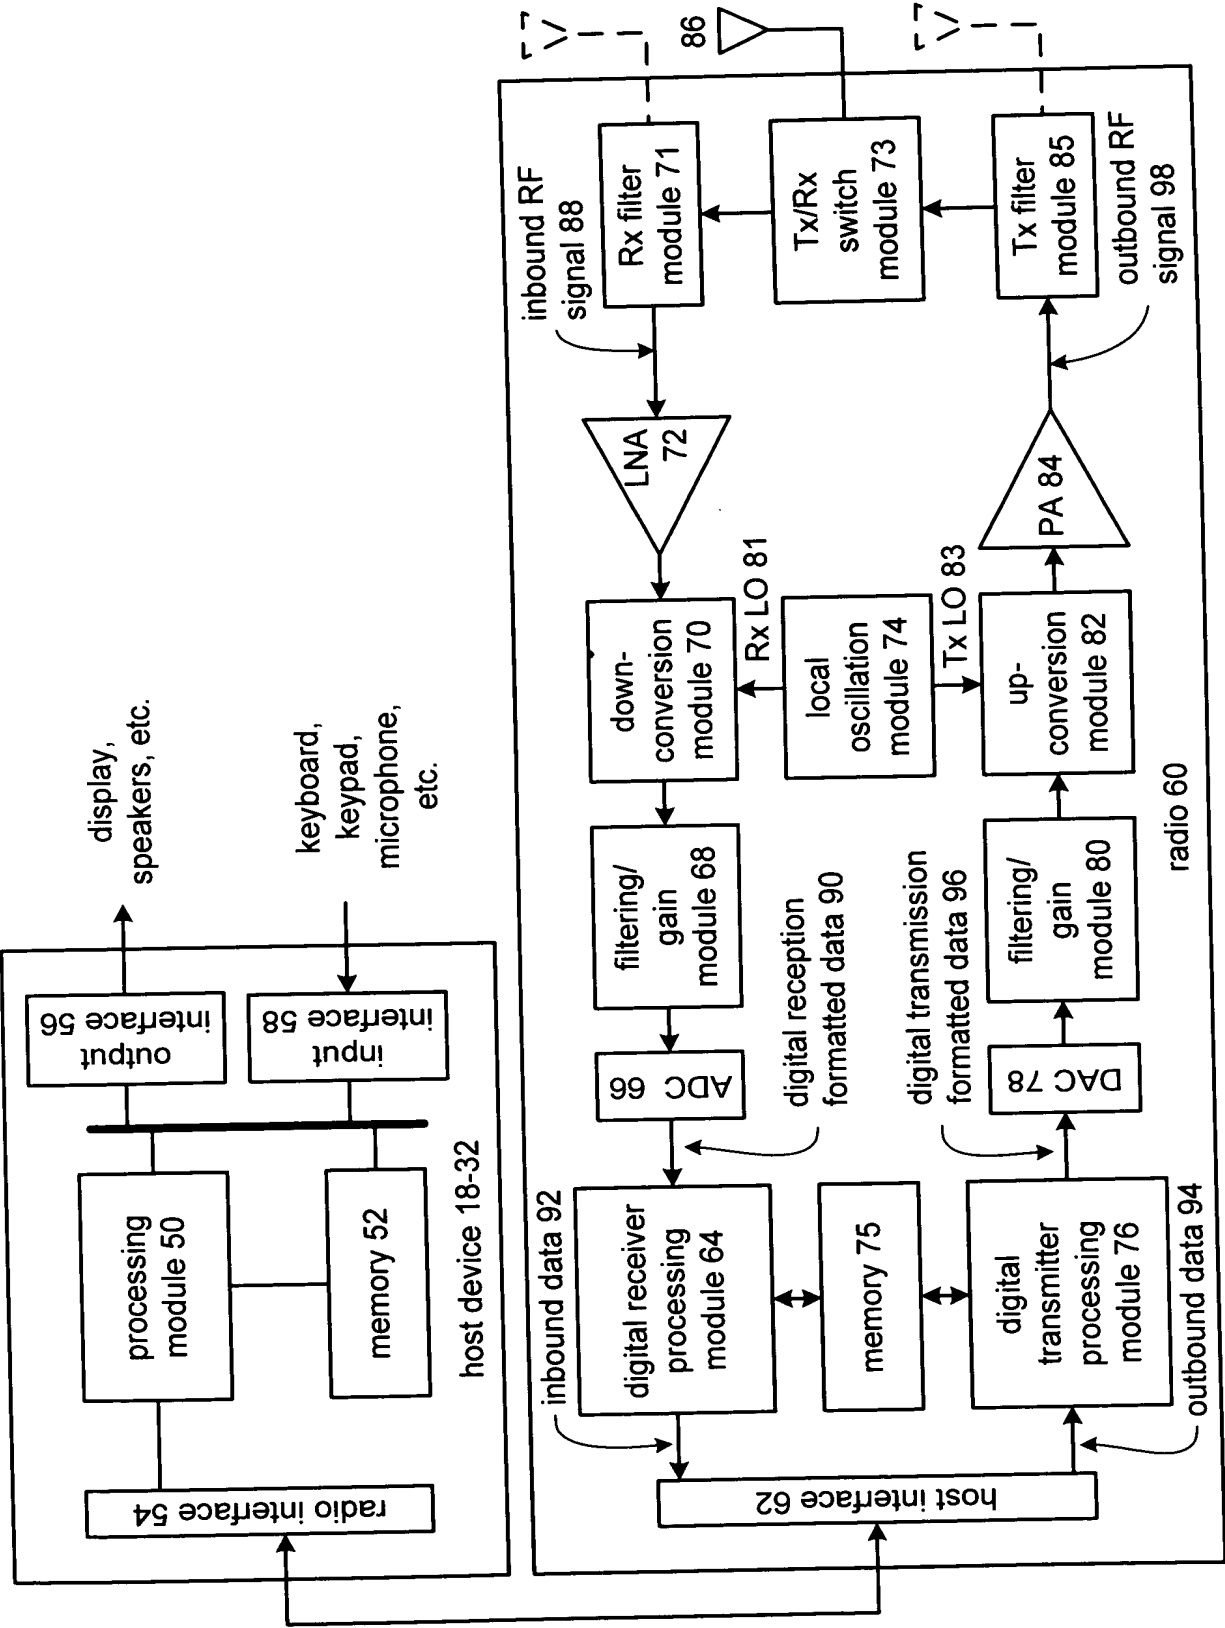 radio interface 54
processing
module 50
memory 52
output
interface 56
input
interface 58
display,
speakers, etc.
keyboard,
keypad,
microphone,
etc.
host device 18-32
host interface 62
inbound data 92
digital receiver
processing
module 64
memory 75
digital
transmitter
processing
module 76
outbound data 94
ADC 66
digital reception
formatted data 90
digital transmission
formatted data 96
DAC 78
filtering/
gain
module 68
filtering/
gain
module 80
down-
conversion
module 70
Rx LO 81
local
oscillation
module 74
Tx LO 83
up-
conversion
module 82
radio 60
LNA
72
PA 84
inbound RF
signal 88
Rx filter
module 71
Tx/Rx
switch
module 73
Tx filter
module 85
outbound RF
signal 98
86